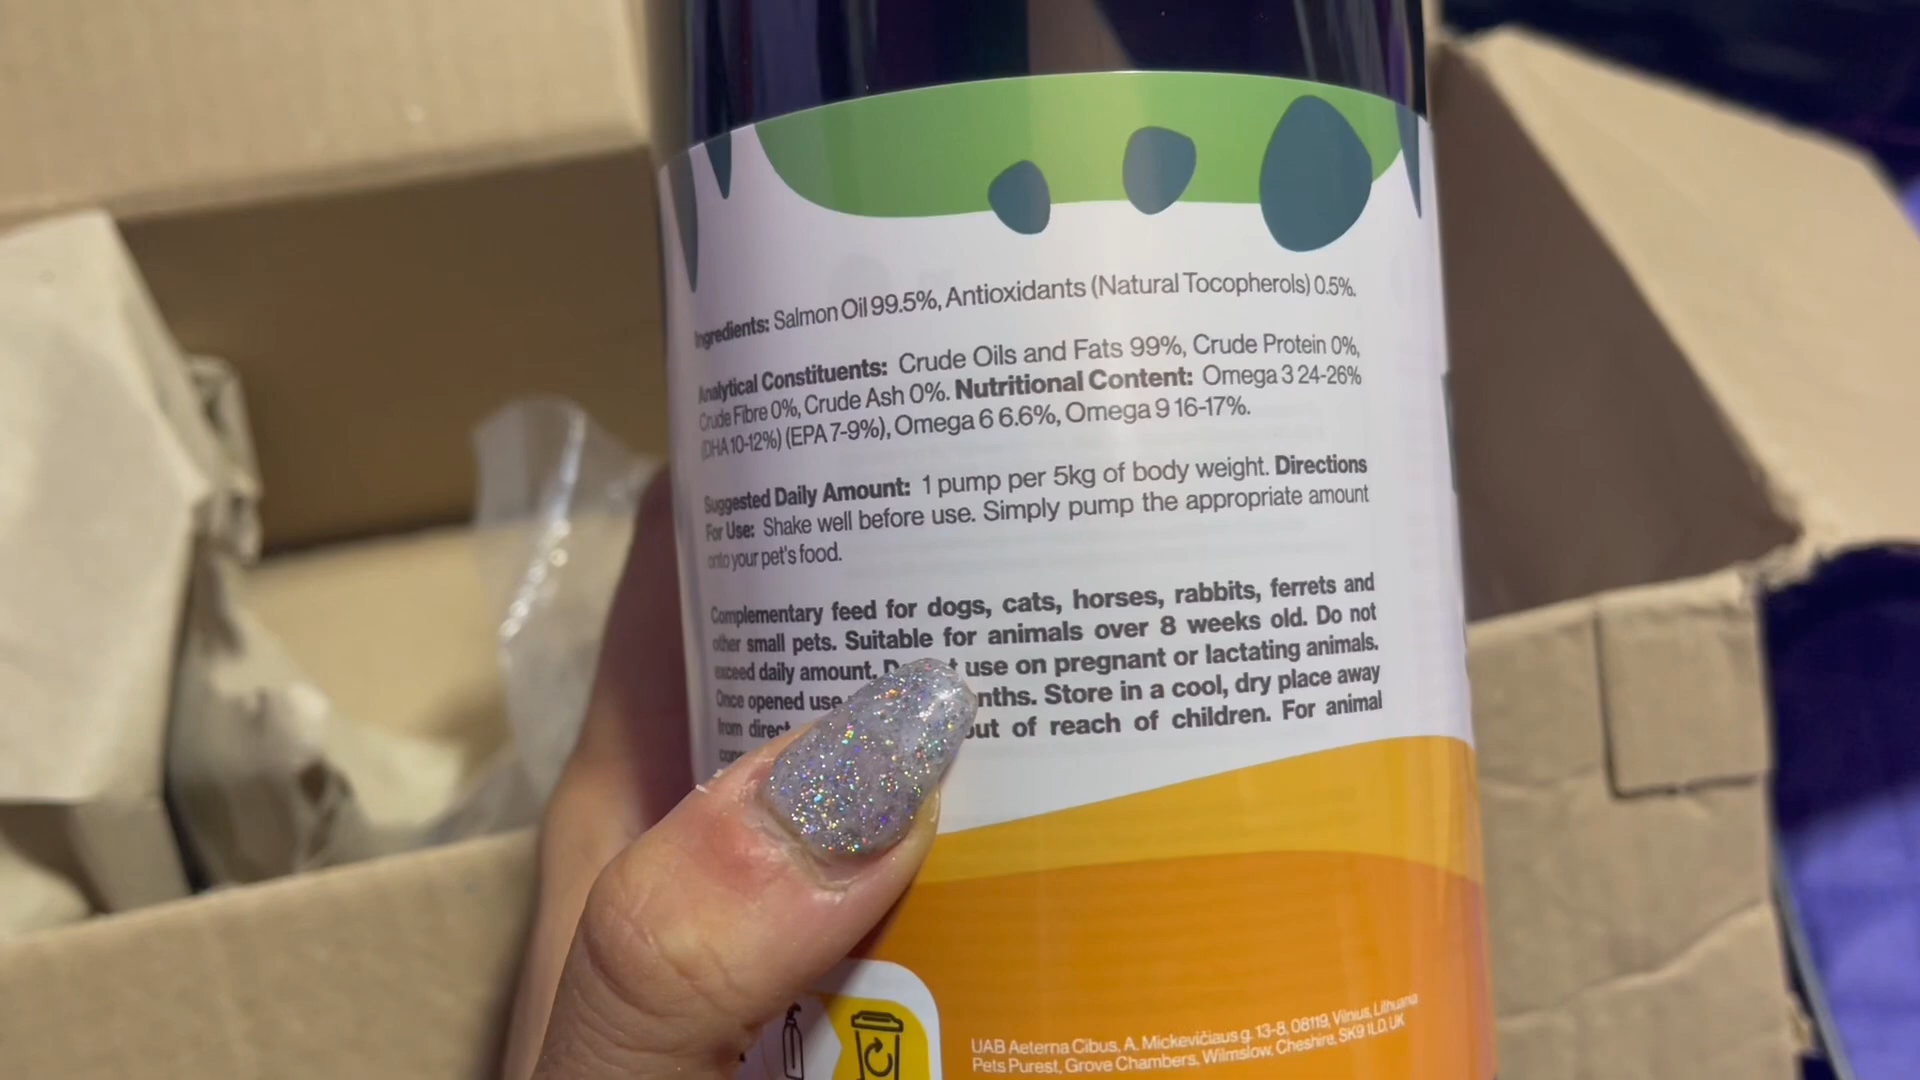 Ingredients: Salmon Oil 99.5%, Antioxidants (Natural Tocopherols) 0.5%.
Analytical Constituents: Crude Oils and Fats 99%, Crude Protein 0%,
Crude Fibre 0%, Crude Ash 0%. Nutritional Content: Omega 3 24-26%
(DHA 10-12%) (EPA 7-9%), Omega 6 6.6%, Omega 9 16-17%.
Suggested Daily Amount: 1 pump per 5kg of body weight. Directions
For Use: Shake well before use. Simply pump the appropriate amount
onto your pet's food.
Complementary feed for dogs, cats, horses, rabbits, ferrets and
other small pets. Suitable for animals over 8 weeks old. Do not
exceed daily amount. use on pregnant or lactating animals.
Once opened use Store in a cool, dry place away
from out of reach of children. For animal
UAB Aeterna Cibus, A. Mickevičiaus g. 13-8, 08119, Vilnius, Lithuania
Pets Purest, Grove Chambers, Wilmslow, Cheshire, SK9 1LD, UK